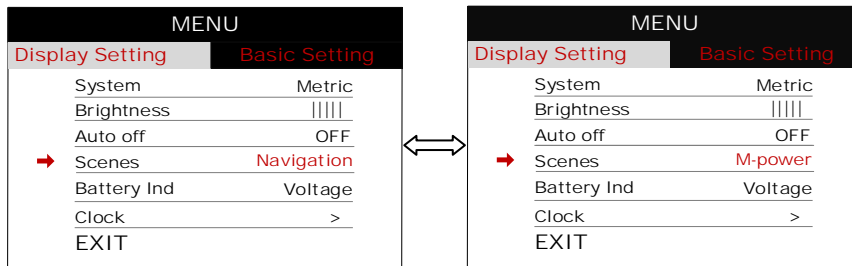 MENU
Display Setting Basic Setting
System Metric
Brightness |||||
Auto off OFF
Scenes Navigation
Battery Ind Voltage
Clock >
EXIT
MENU
Display Setting Basic Setting
System Metric
Brightness |||||
Auto off OFF
Scenes M-power
Battery Ind Voltage
Clock >
EXIT